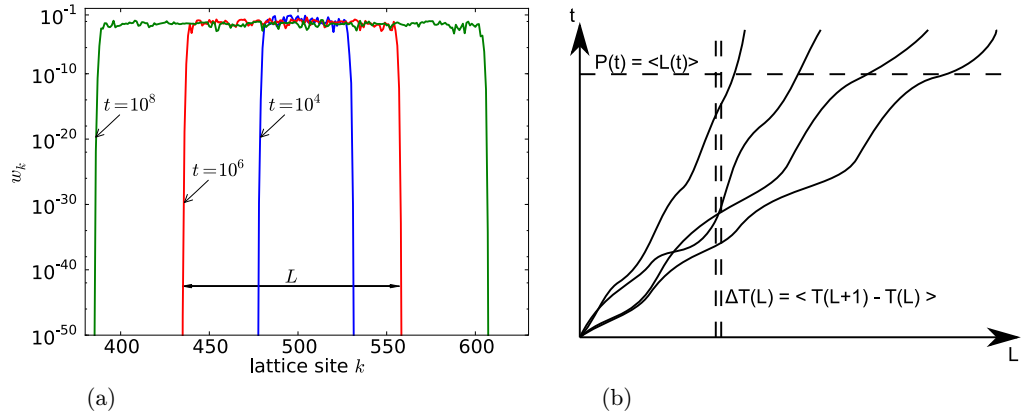 10^-1
10^-10
10^-20
10^-30
10^-40
10^-50
w_k
t=10^8
t=10^6
t=10^4
L
400 450 500 550 600
lattice site k
(a)
t
P(t) = <L(t)>
ΔT(L) = < T(L+1) - T(L) >
L
(b)